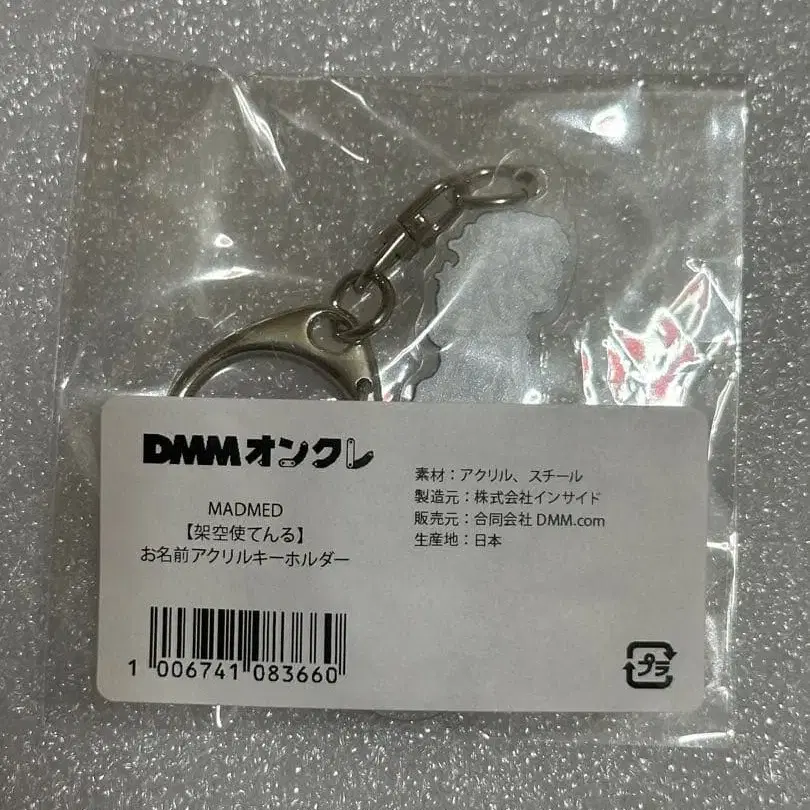 DMMオンクレ
MADMED
【架空使てんる】
お名前アクリルキーホルダー
1 006741 083660
素材：アクリル、スチール
製造元：株式会社インサイド
販売元：合同会社 DMM.com
生産地：日本
プラ